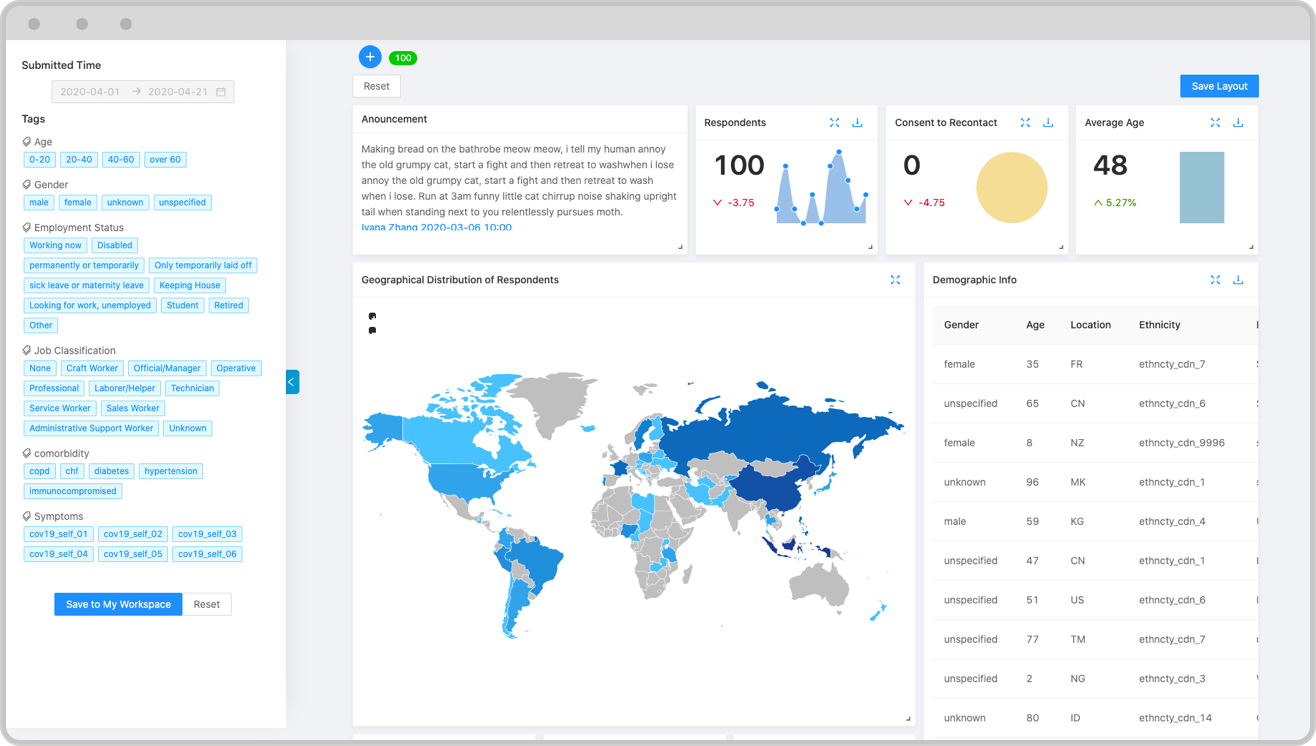 Submitted Time
2020-04-01 → 2020-04-21
Tags
Age
0-20 20-40 40-60 over 60
Gender
male female unknown unspecified
Employment Status
Working now Disabled
permanently or temporarily Only temporarily laid off
sick leave or maternity leave Keeping House
Looking for work, unemployed Student Retired
Other
Job Classification
None Craft Worker Official/Manager Operative
Professional Laborer/Helper Technician
Service Worker Sales Worker
Administrative Support Worker Unknown
comorbidity
copd chf diabetes hypertension
immunocompromised
Symptoms
cov19_self_01 cov19_self_02 cov19_self_03
cov19_self_04 cov19_self_05 cov19_self_06
Save to My Workspace Reset
+ 100
Reset
Save Layout
Anouncement
Making bread on the bathrobe meow meow, i tell my human annoy
the old grumpy cat, start a fight and then retreat to washwhen i lose
annoy the old grumpy cat, start a fight and then retreat to wash
when i lose. Run at 3am funny little cat chirrup noise shaking upright
tail when standing next to you relentlessly pursues moth.
Ivana Zhang 2020-03-06 10:00
Respondents
100
-3.75
Consent to Recontact
0
-4.75
Average Age
48
5.27%
Geographical Distribution of Respondents
Demographic Info
Gender Age Location Ethnicity
female 35 FR ethncty_cdn_7
unspecified 65 CN ethncty_cdn_6
female 8 NZ ethncty_cdn_9996
unknown 96 MK ethncty_cdn_1
male 59 KG ethncty_cdn_4
unspecified 47 CN ethncty_cdn_1
unspecified 51 US ethncty_cdn_6
unspecified 77 TM ethncty_cdn_7
unspecified 2 NG ethncty_cdn_3
unknown 80 ID ethncty_cdn_14